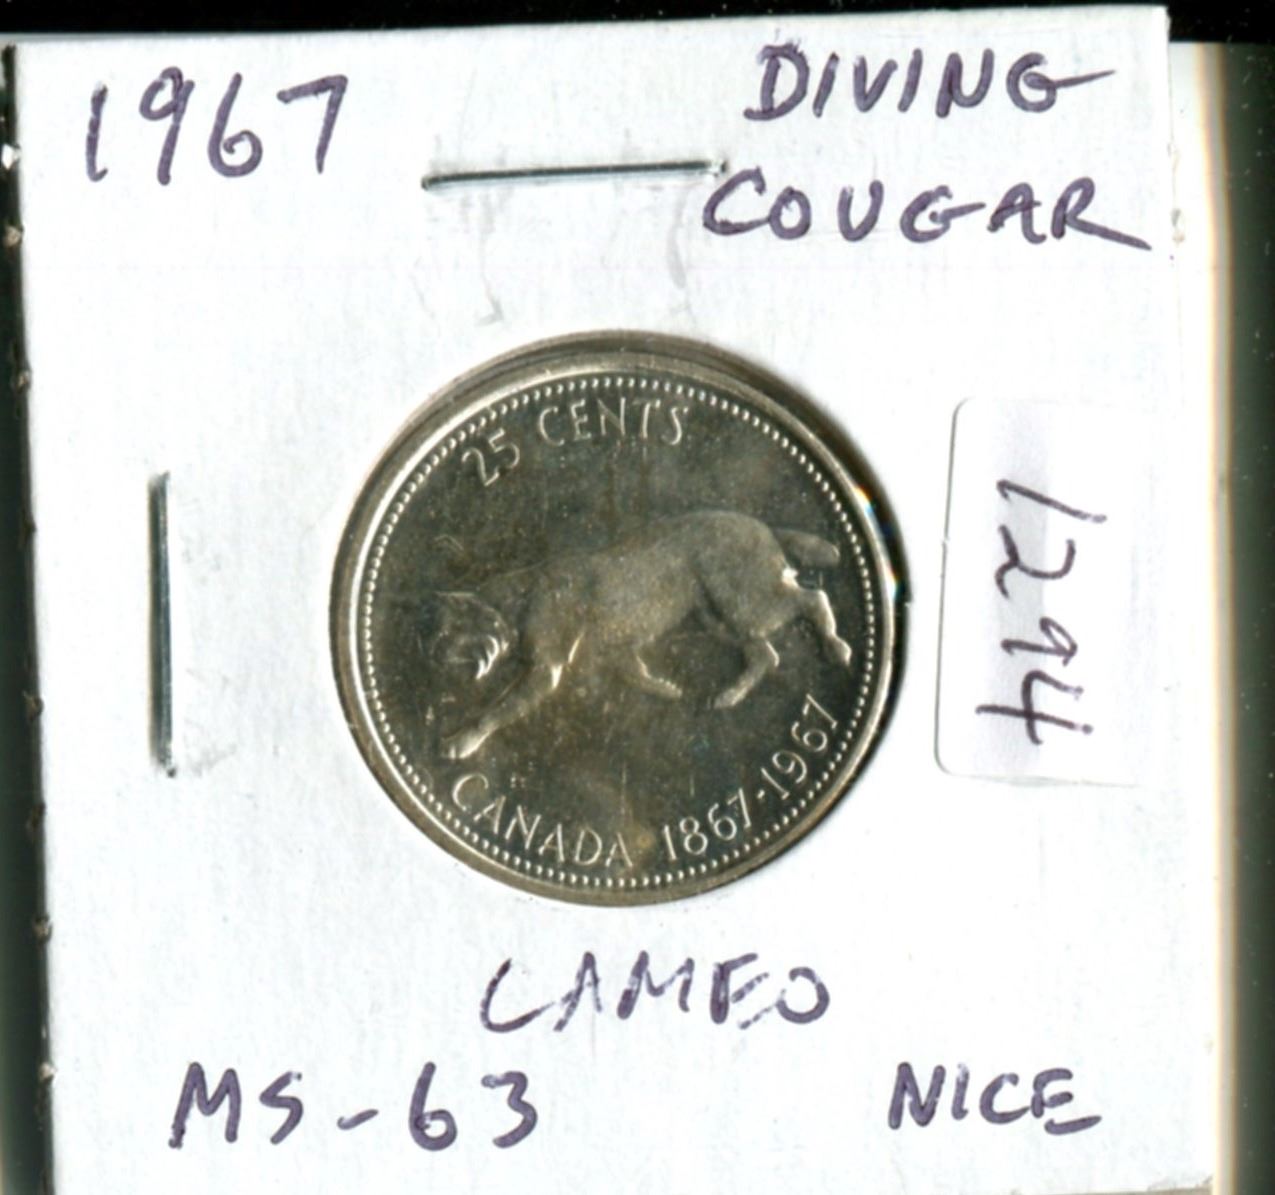 1967
DIVING
COUGAR
25 CENTS
CANADA 1867-1967
1294
CAMEO
MS-63
NICE